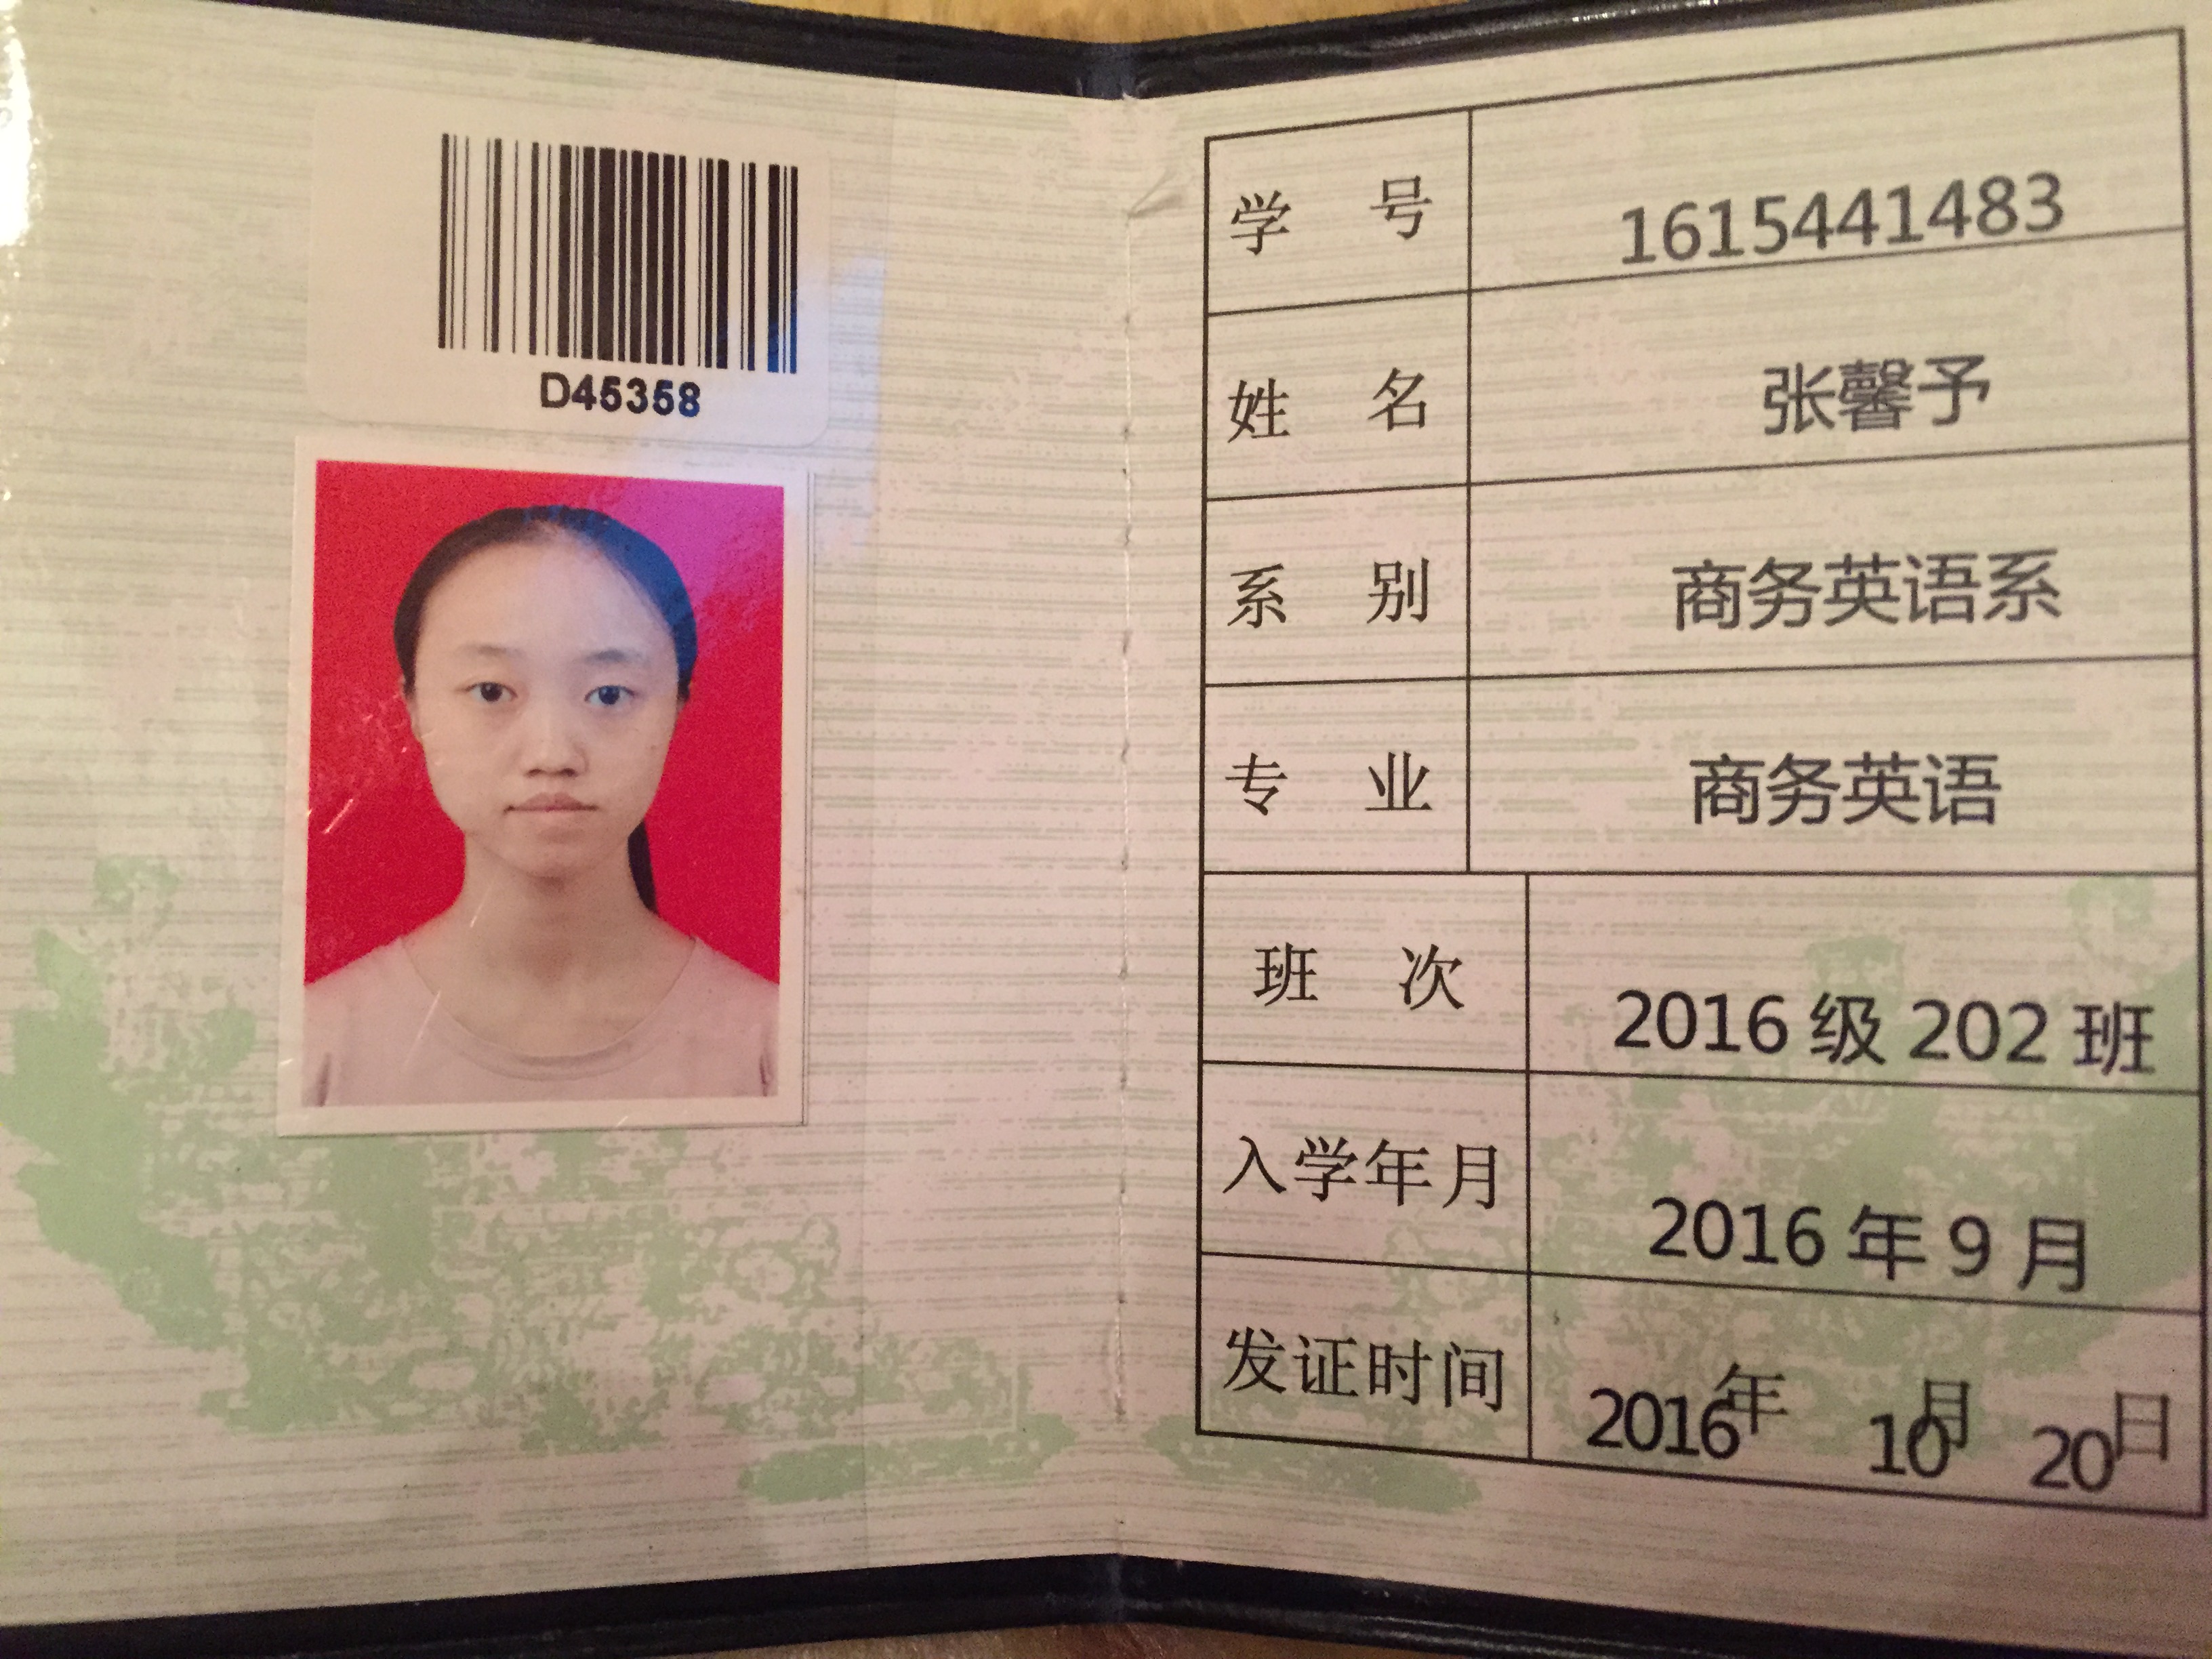 D45358
学 号 1615441483
姓 名 张馨予
系 别 商务英语系
专 业 商务英语
班 次 2016 级 202 班
入学年月 2016 年 9 月
发证时间 2016年 10月 20日